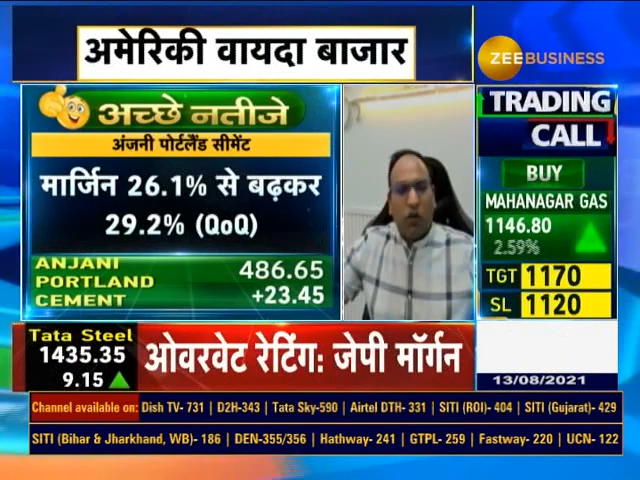 अमेरिकी वायदा बाजार
ZEEBUSINESS
अच्छे नतीजे
अंजनी पोर्टलैंड सीमेंट
मार्जिन 26.1% से बढ़कर
29.2% (QoQ)
ANJANI
PORTLAND
CEMENT
486.65
+23.45
TRADING
CALL
BUY
MAHANAGAR GAS
1146.80
2.59%
TGT 1170
SL 1120
Tata Steel
1435.35
9.15
ओवरवेट रेटिंग: जेपी मॉर्गन
13/08/2021
Channel available on: Dish TV- 731 | D2H-343 | Tata Sky-590 | Airtel DTH- 331 | SITI (ROI)- 404 | SITI (Gujarat)- 429
SITI (Bihar & Jharkhand, WB)- 186 | DEN-355/356 | Hathway- 241 | GTPL- 259 | Fastway- 220 | UCN- 122